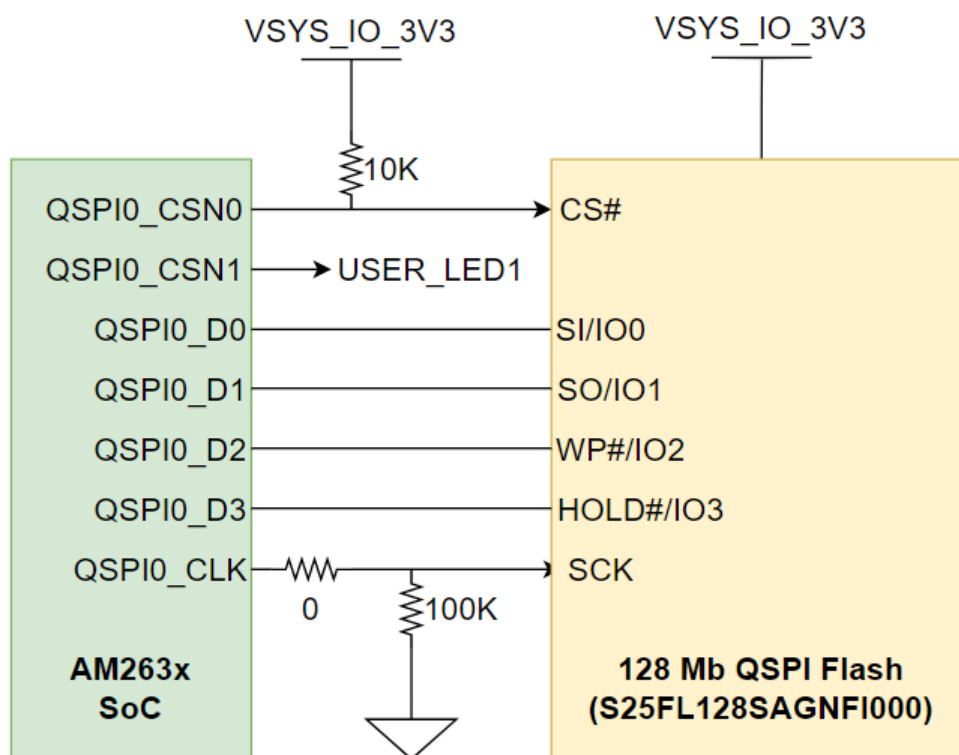 VSYS_IO_3V3
VSYS_IO_3V3
10K
QSPI0_CSN0
CS#
QSPI0_CSN1
USER_LED1
QSPI0_D0
SI/IO0
QSPI0_D1
SO/IO1
QSPI0_D2
WP#/IO2
QSPI0_D3
HOLD#/IO3
QSPI0_CLK
SCK
0
100K
AM263x
SoC
128 Mb QSPI Flash
(S25FL128SAGNFI000)